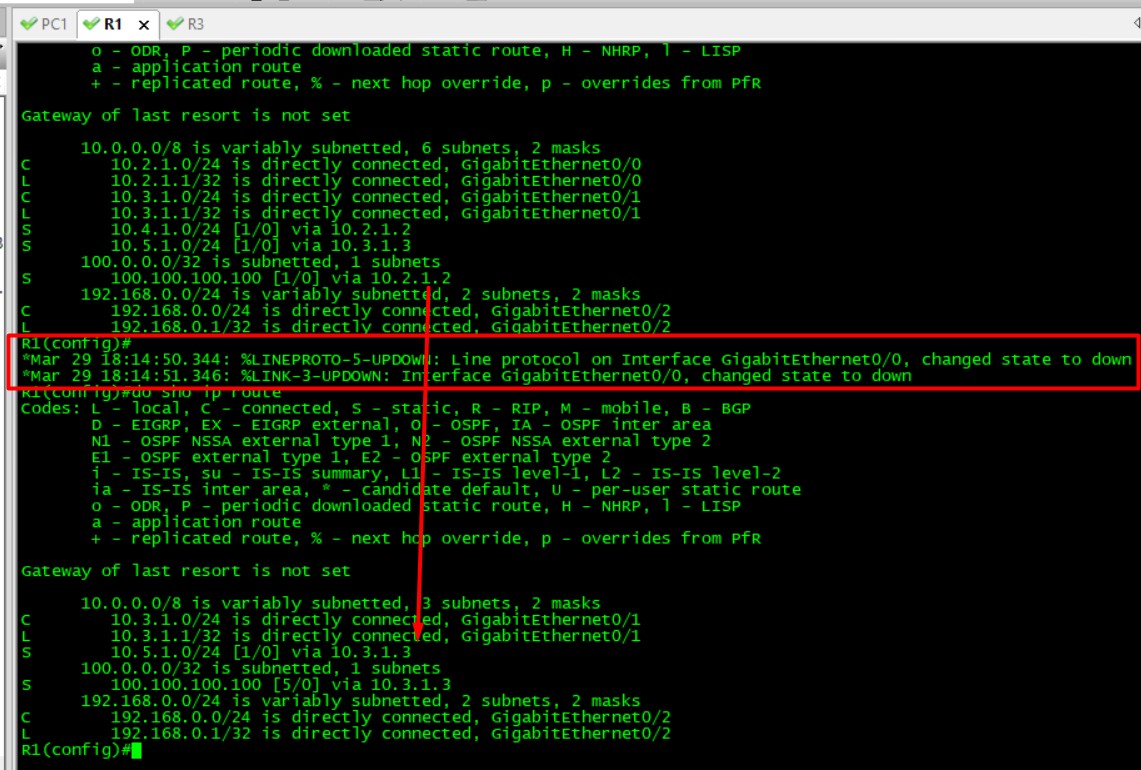 PC1 R1 x R3
o - ODR, P - periodic downloaded static route, H - NHRP, l - LISP
a - application route
+ - replicated route, % - next hop override, p - overrides from PfR
Gateway of last resort is not set
10.0.0.0/8 is variably subnetted, 6 subnets, 2 masks
C 10.2.1.0/24 is directly connected, GigabitEthernet0/0
L 10.2.1.1/32 is directly connected, GigabitEthernet0/0
C 10.3.1.0/24 is directly connected, GigabitEthernet0/1
L 10.3.1.1/32 is directly connected, GigabitEthernet0/1
S 10.4.1.0/24 [1/0] via 10.2.1.2
S 10.5.1.0/24 [1/0] via 10.3.1.3
100.0.0.0/32 is subnetted, 1 subnets
S 100.100.100.100 [1/0] via 10.2.1.2
192.168.0.0/24 is variably subnetted, 2 subnets, 2 masks
C 192.168.0.0/24 is directly connected, GigabitEthernet0/2
L 192.168.0.1/32 is directly connected, GigabitEthernet0/2
R1(config)#
*Mar 29 18:14:50.344: %LINEPROTO-5-UPDOWN: Line protocol on Interface GigabitEthernet0/0, changed state to down
*Mar 29 18:14:51.346: %LINK-3-UPDOWN: Interface GigabitEthernet0/0, changed state to down
R1(config)#do sho ip route
Codes: L - local, C - connected, S - static, R - RIP, M - mobile, B - BGP
D - EIGRP, EX - EIGRP external, O - OSPF, IA - OSPF inter area
N1 - OSPF NSSA external type 1, N2 - OSPF NSSA external type 2
E1 - OSPF external type 1, E2 - OSPF external type 2
i - IS-IS, su - IS-IS summary, L1 - IS-IS level-1, L2 - IS-IS level-2
ia - IS-IS inter area, * - candidate default, U - per-user static route
o - ODR, P - periodic downloaded static route, H - NHRP, l - LISP
a - application route
+ - replicated route, % - next hop override, p - overrides from PfR
Gateway of last resort is not set
10.0.0.0/8 is variably subnetted, 3 subnets, 2 masks
C 10.3.1.0/24 is directly connected, GigabitEthernet0/1
L 10.3.1.1/32 is directly connected, GigabitEthernet0/1
S 10.5.1.0/24 [1/0] via 10.3.1.3
100.0.0.0/32 is subnetted, 1 subnets
S 100.100.100.100 [5/0] via 10.3.1.3
192.168.0.0/24 is variably subnetted, 2 subnets, 2 masks
C 192.168.0.0/24 is directly connected, GigabitEthernet0/2
L 192.168.0.1/32 is directly connected, GigabitEthernet0/2
R1(config)#